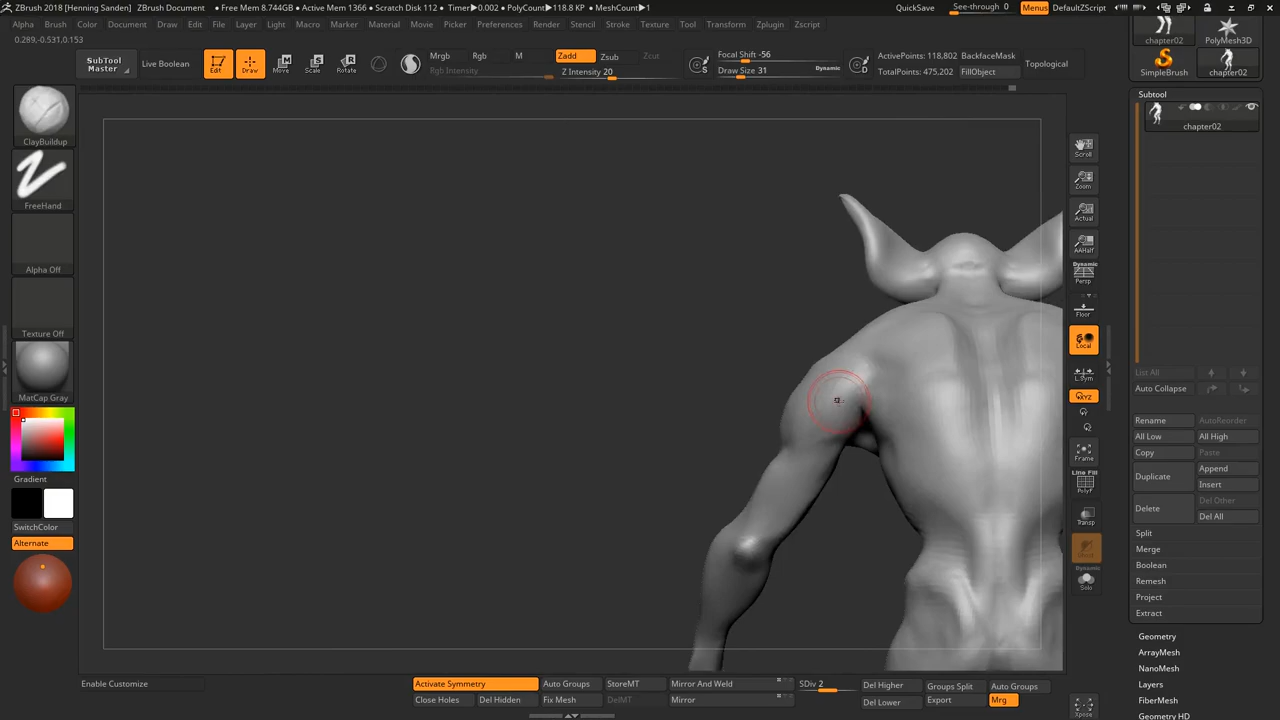 ZBrush 2018 [Henning Sanden] ZBrush Document • Free Mem 8.744GB • Active Mem 1366 • Scratch Disk 112 • Timer▶0.002 • PolyCount▶118.8 KP • MeshCount▶1 QuickSave See-through 0 Menus DefaultZScript
Alpha Brush Color Document Draw Edit File Layer Light Macro Marker Material Movie Picker Preferences Render Stencil Stroke Texture Tool Transform Zplugin Zscript
0.289,-0.531,0.153
SubTool Master
Live Boolean
Edit Draw Move Scale Rotate
Mrgb Rgb M Zadd Zsub Zcut
Rgb Intensity Z Intensity 20
Focal Shift -56
Draw Size 31 Dynamic
S
D
ActivePoints: 118,802 BackfaceMask
TotalPoints: 475,202 FillObject
Topological
chapter02 PolyMesh3D
SimpleBrush chapter02
ClayBuildup
FreeHand
Alpha Off
Texture Off
MatCap Gray
Gradient
SwitchColor
Alternate
Scroll
Zoom
Actual
AAHalf
Dynamic
Persp
Floor
Local
L.Sym
XYZ
Frame
Line Fill
PolyF
Transp
Dynamic
Solo
Xpose
Subtool
chapter02
List All
Auto Collapse
Rename AutoReorder
All Low All High
Copy Paste
Duplicate Append
Insert
Delete Del Other
Del All
Split
Merge
Boolean
Remesh
Project
Extract
Geometry
ArrayMesh
NanoMesh
Layers
FiberMesh
Geometry HD
Enable Customize
Activate Symmetry Auto Groups StoreMT Mirror And Weld SDiv 2 Del Higher Groups Split Auto Groups
Close Holes Del Hidden Fix Mesh DelMT Mirror Del Lower Export Mrg